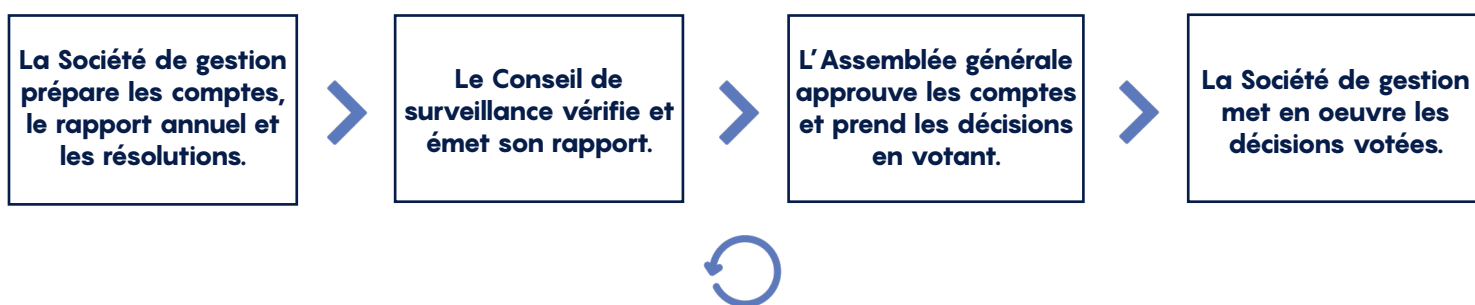 La Société de gestion
prépare les comptes,
le rapport annuel et
les résolutions.
Le Conseil de
surveillance vérifie et
émet son rapport.
L'Assemblée générale
approuve les comptes
et prend les décisions
en votant.
La Société de gestion
met en oeuvre les
décisions votées.